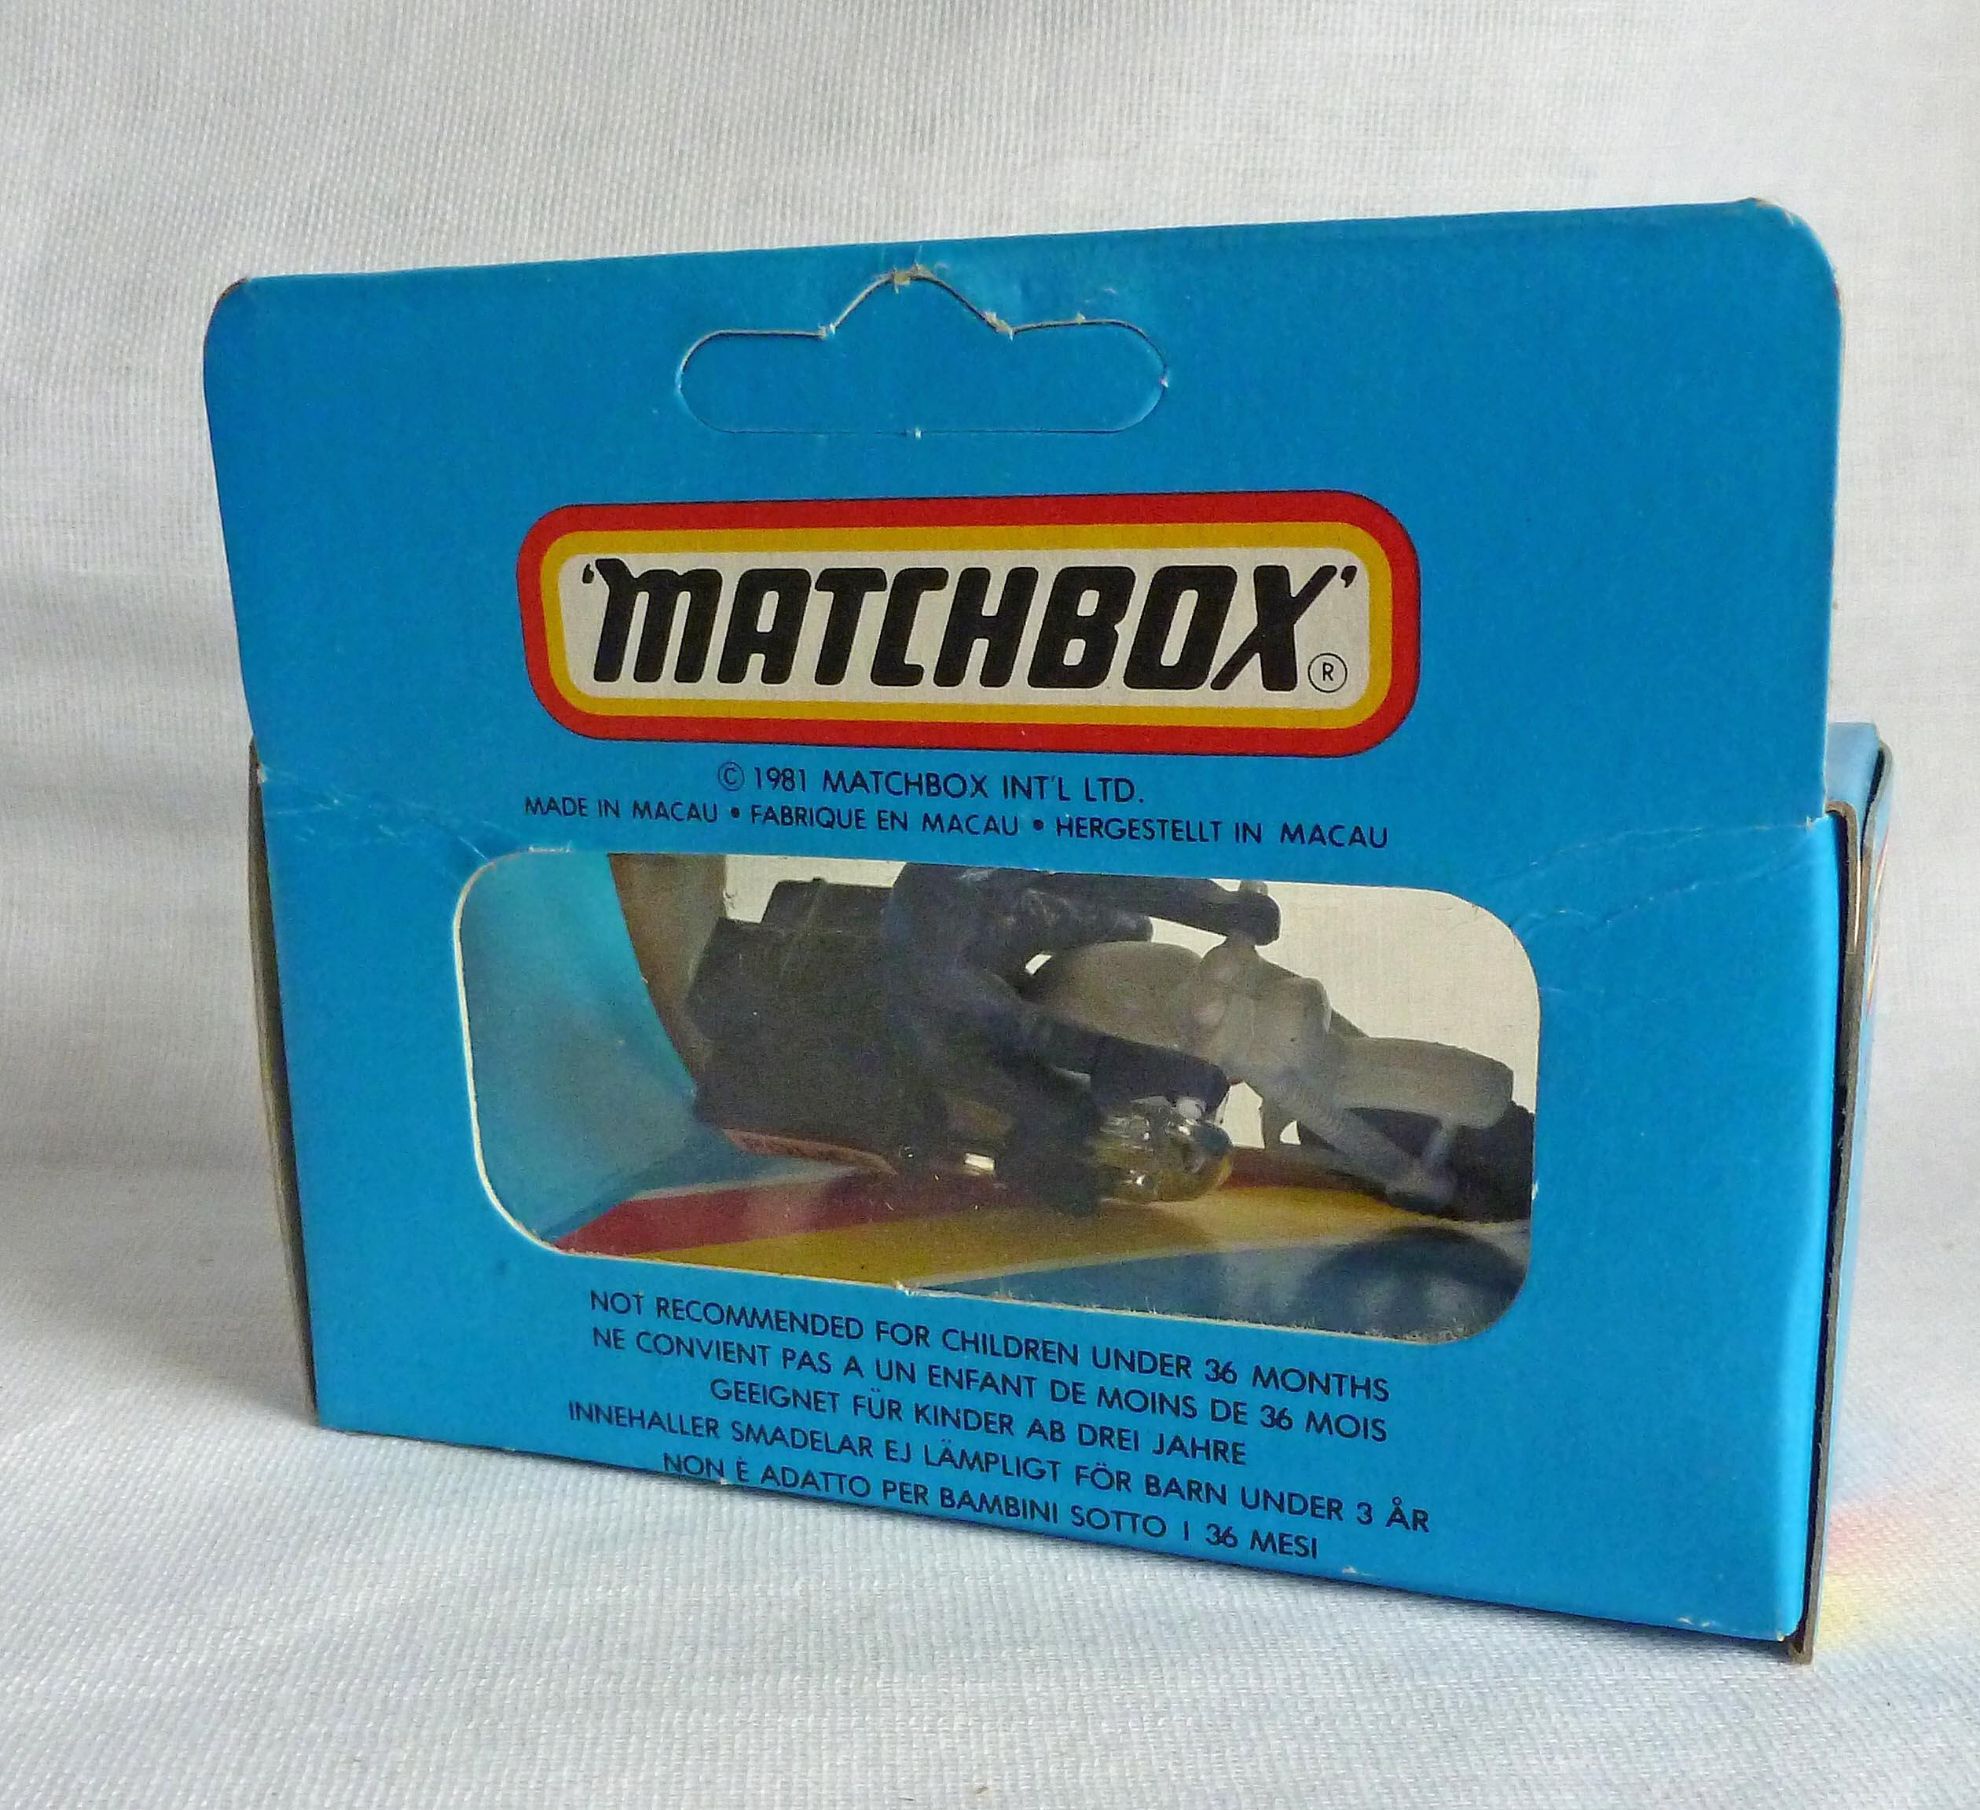 'MATCHBOX'®
© 1981 MATCHBOX INT'L LTD.
MADE IN MACAU • FABRIQUE EN MACAU • HERGESTELLT IN MACAU
NOT RECOMMENDED FOR CHILDREN UNDER 36 MONTHS
NE CONVIENT PAS A UN ENFANT DE MOINS DE 36 MOIS
GEEIGNET FÜR KINDER AB DREI JAHRE
INNEHALLER SMADELAR EJ LÄMPLIGT FÖR BARN UNDER 3 ÅR
NON È ADATTO PER BAMBINI SOTTO I 36 MESI